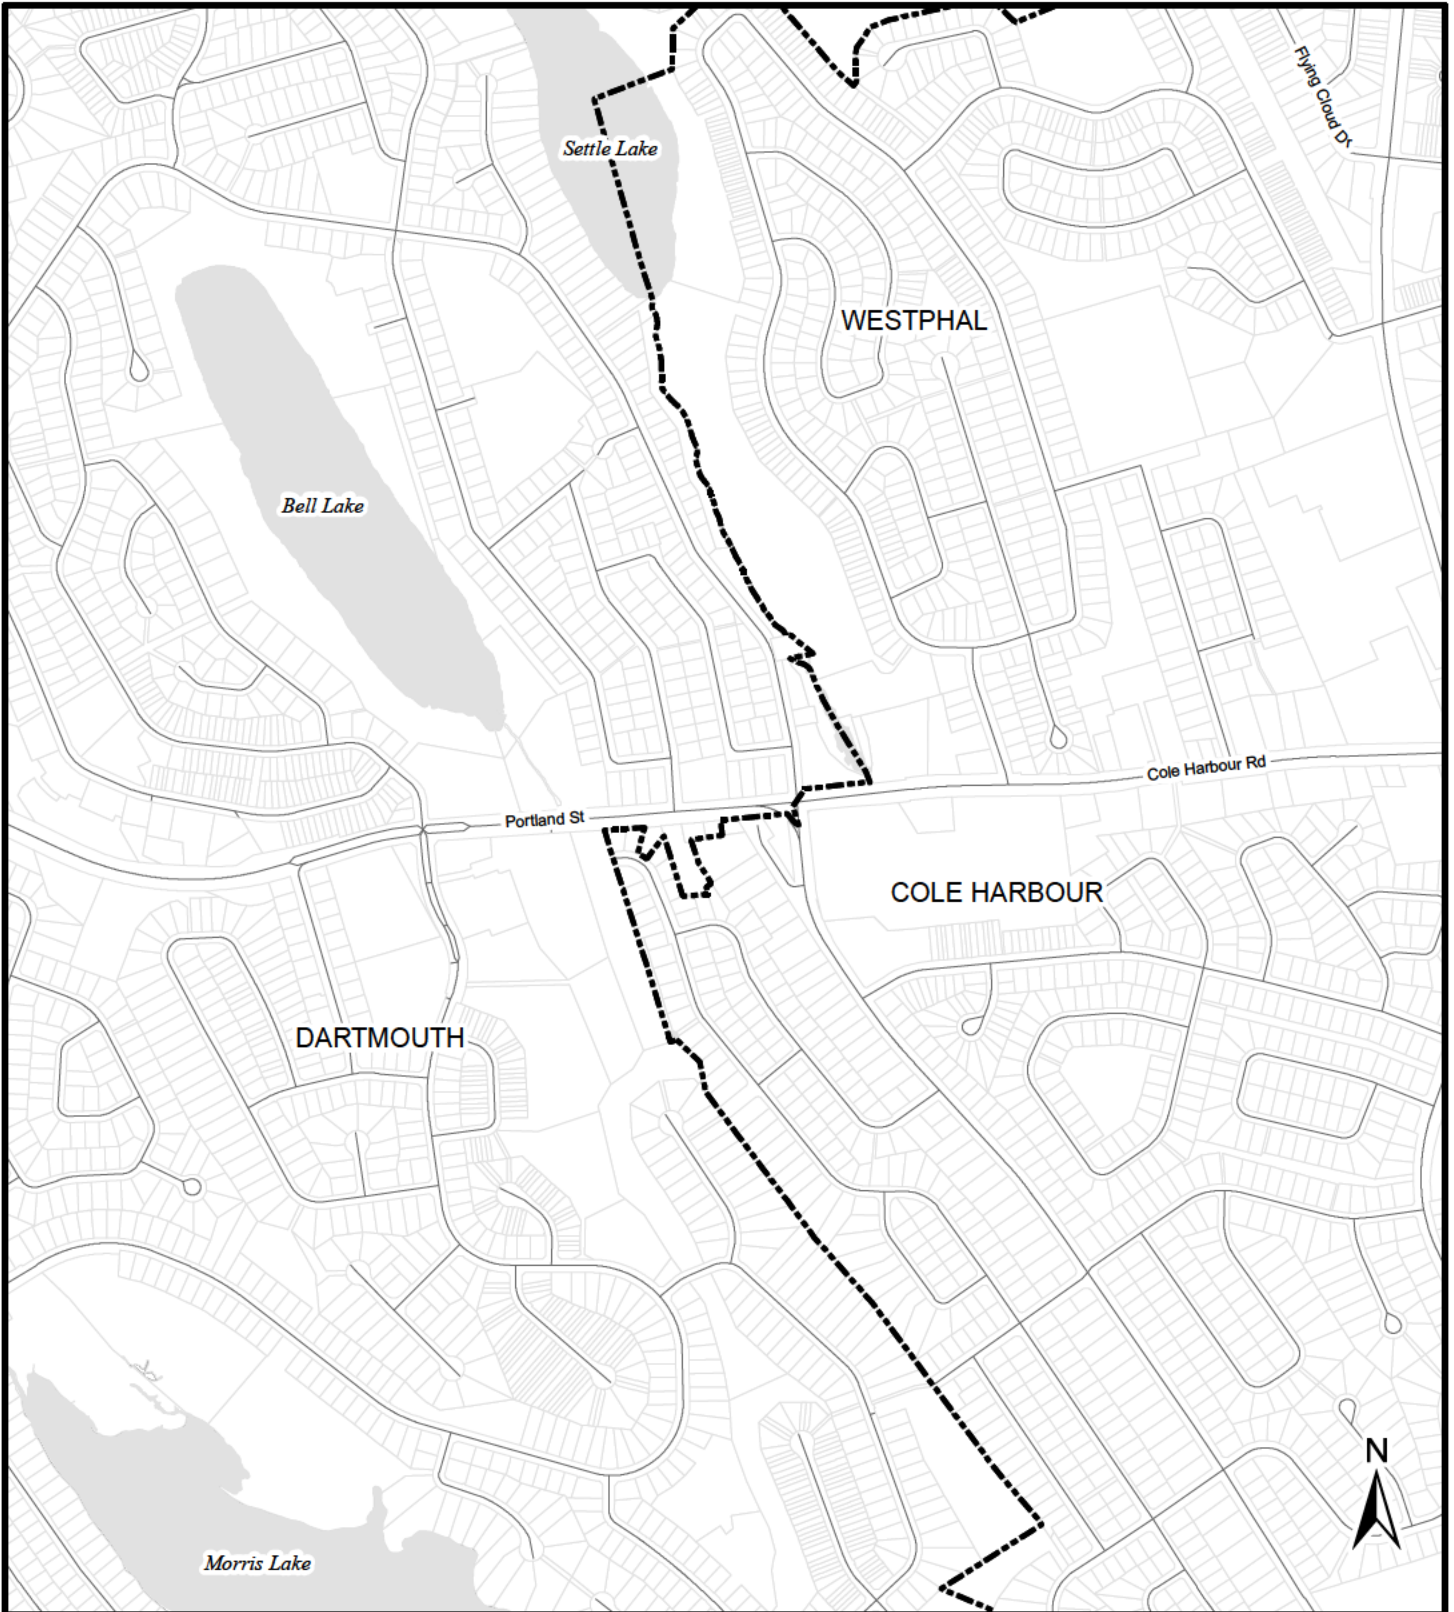 Flying Cloud Dr
Settle Lake
WESTPHAL
Bell Lake
Cole Harbour Rd
Portland St
COLE HARBOUR
DARTMOUTH
N
Morris Lake